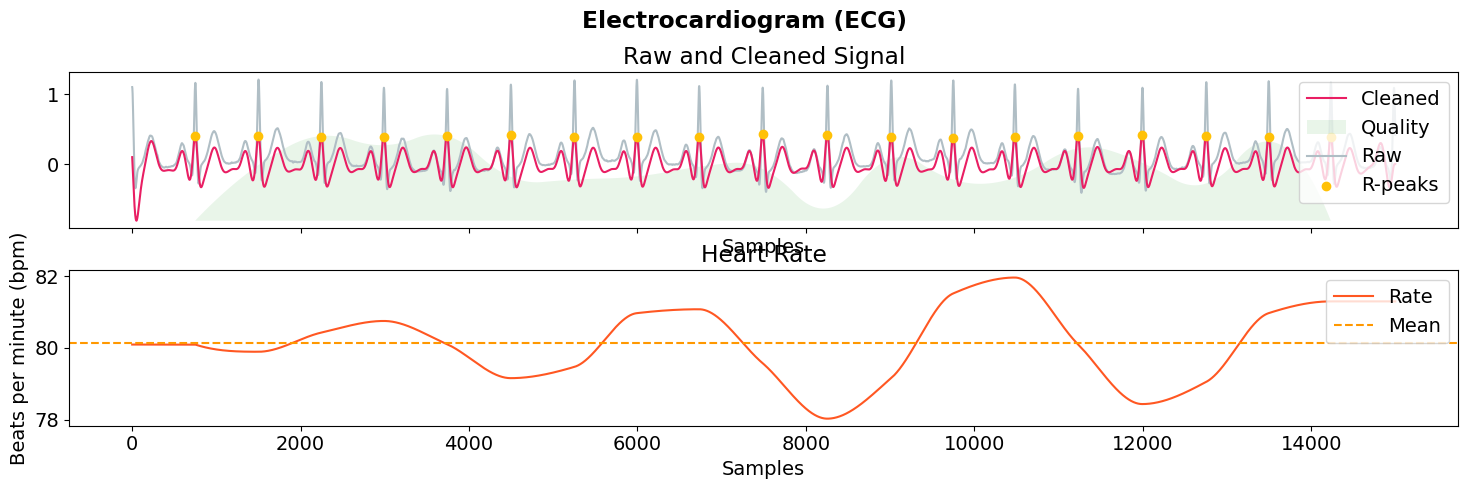 Electrocardiogram (ECG)
Raw and Cleaned Signal
1
0
Cleaned
Quality
Raw
R-peaks
Samples
Heart Rate
Beats per minute (bpm)
82
80
78
Rate
Mean
0
2000
4000
6000
8000
10000
12000
14000
Samples